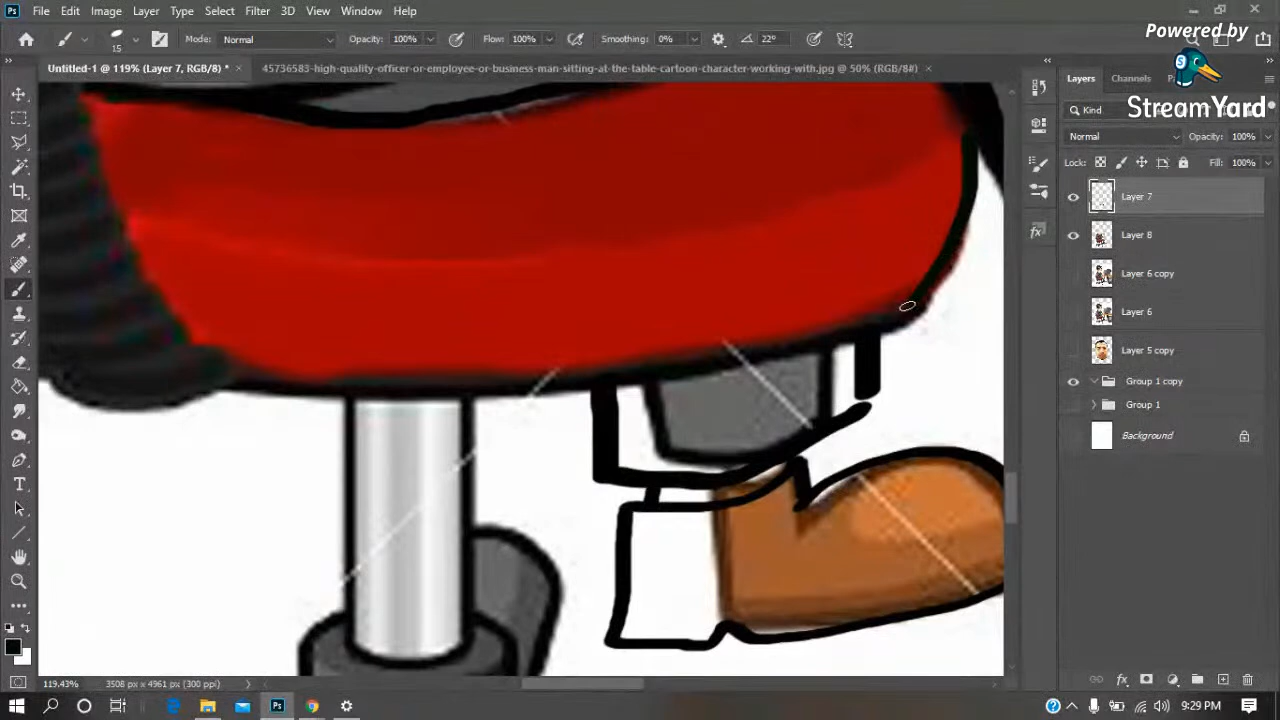 Ps File Edit Image Layer Type Select Filter 3D View Window Help
Powered by
StreamYard
15 Mode: Normal Opacity: 100% Flow: 100% Smoothing: 0% 22°
Untitled-1 @ 119% (Layer 7, RGB/8) * × 45736583-high-quality-officer-or-employee-or-business-man-sitting-at-the-table-cartoon-character-working-with.jpg @ 50% (RGB/8#) ×
Layers Channels
Kind
Normal Opacity: 100%
Lock: Fill: 100%
Layer 7
Layer 8
Layer 6 copy
Layer 6
Layer 5 copy
Group 1 copy
Group 1
Background
fx
119.43% 3508 px x 4961 px (300 ppi)
fx
Ps 9:29 PM